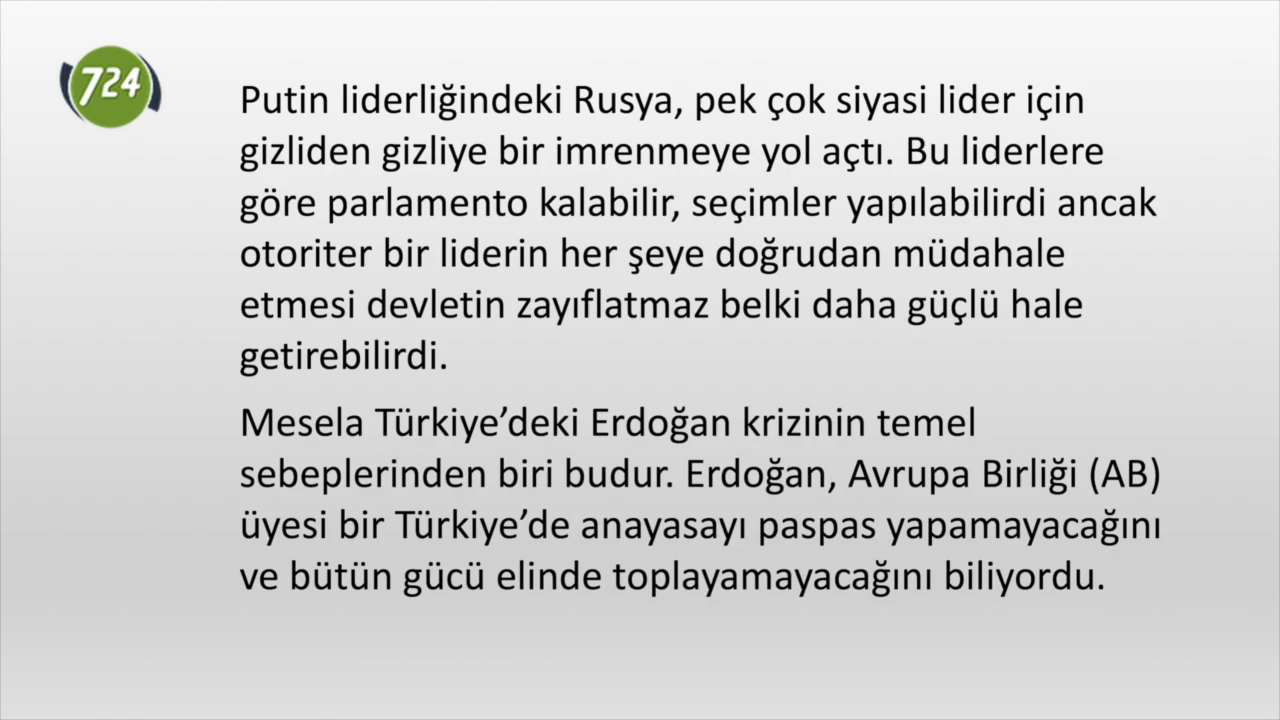 724
Putin liderliğindeki Rusya, pek çok siyasi lider için
gizliden gizliye bir imrenmeye yol açtı. Bu liderlere
göre parlamento kalabilir, seçimler yapılabilirdi ancak
otoriter bir liderin her şeye doğrudan müdahale
etmesi devletin zayıflatmaz belki daha güçlü hale
getirebilirdi.
Mesela Türkiye’deki Erdoğan krizinin temel
sebeplerinden biri budur. Erdoğan, Avrupa Birliği (AB)
üyesi bir Türkiye’de anayasayı paspas yapamayacağını
ve bütün gücü elinde toplayamayacağını biliyordu.